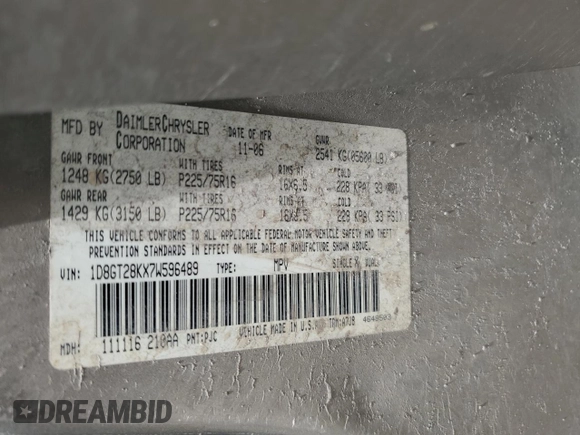 MFD BY DAIMLERCHRYSLER CORPORATION DATE OF MFR 11-06 GVWR 2541 KG(05600 LB)
GAWR FRONT WITH TIRES RIMS AT COLD
1248 KG(2750 LB) P225/75R16 16X6.5 228 KPA( 33 PSI)
GAWR REAR WITH TIRES RIMS AT COLD
1429 KG(3150 LB) P225/75R16 16X6.5 228 KPA( 33 PSI)
THIS VEHICLE CONFORMS TO ALL APPLICABLE FEDERAL MOTOR VEHICLE SAFETY, BUMPER, AND THEFT
PREVENTION STANDARDS IN EFFECT ON THE DATE OF MANUFACTURE SHOWN ABOVE.
VIN: 1D8GT28KX7W596489 TYPE: MPV SINGLE X DUAL
VEHICLE MADE IN U.S.A.
MDH: 111116 210AA PNT:PJC
DREAMBID